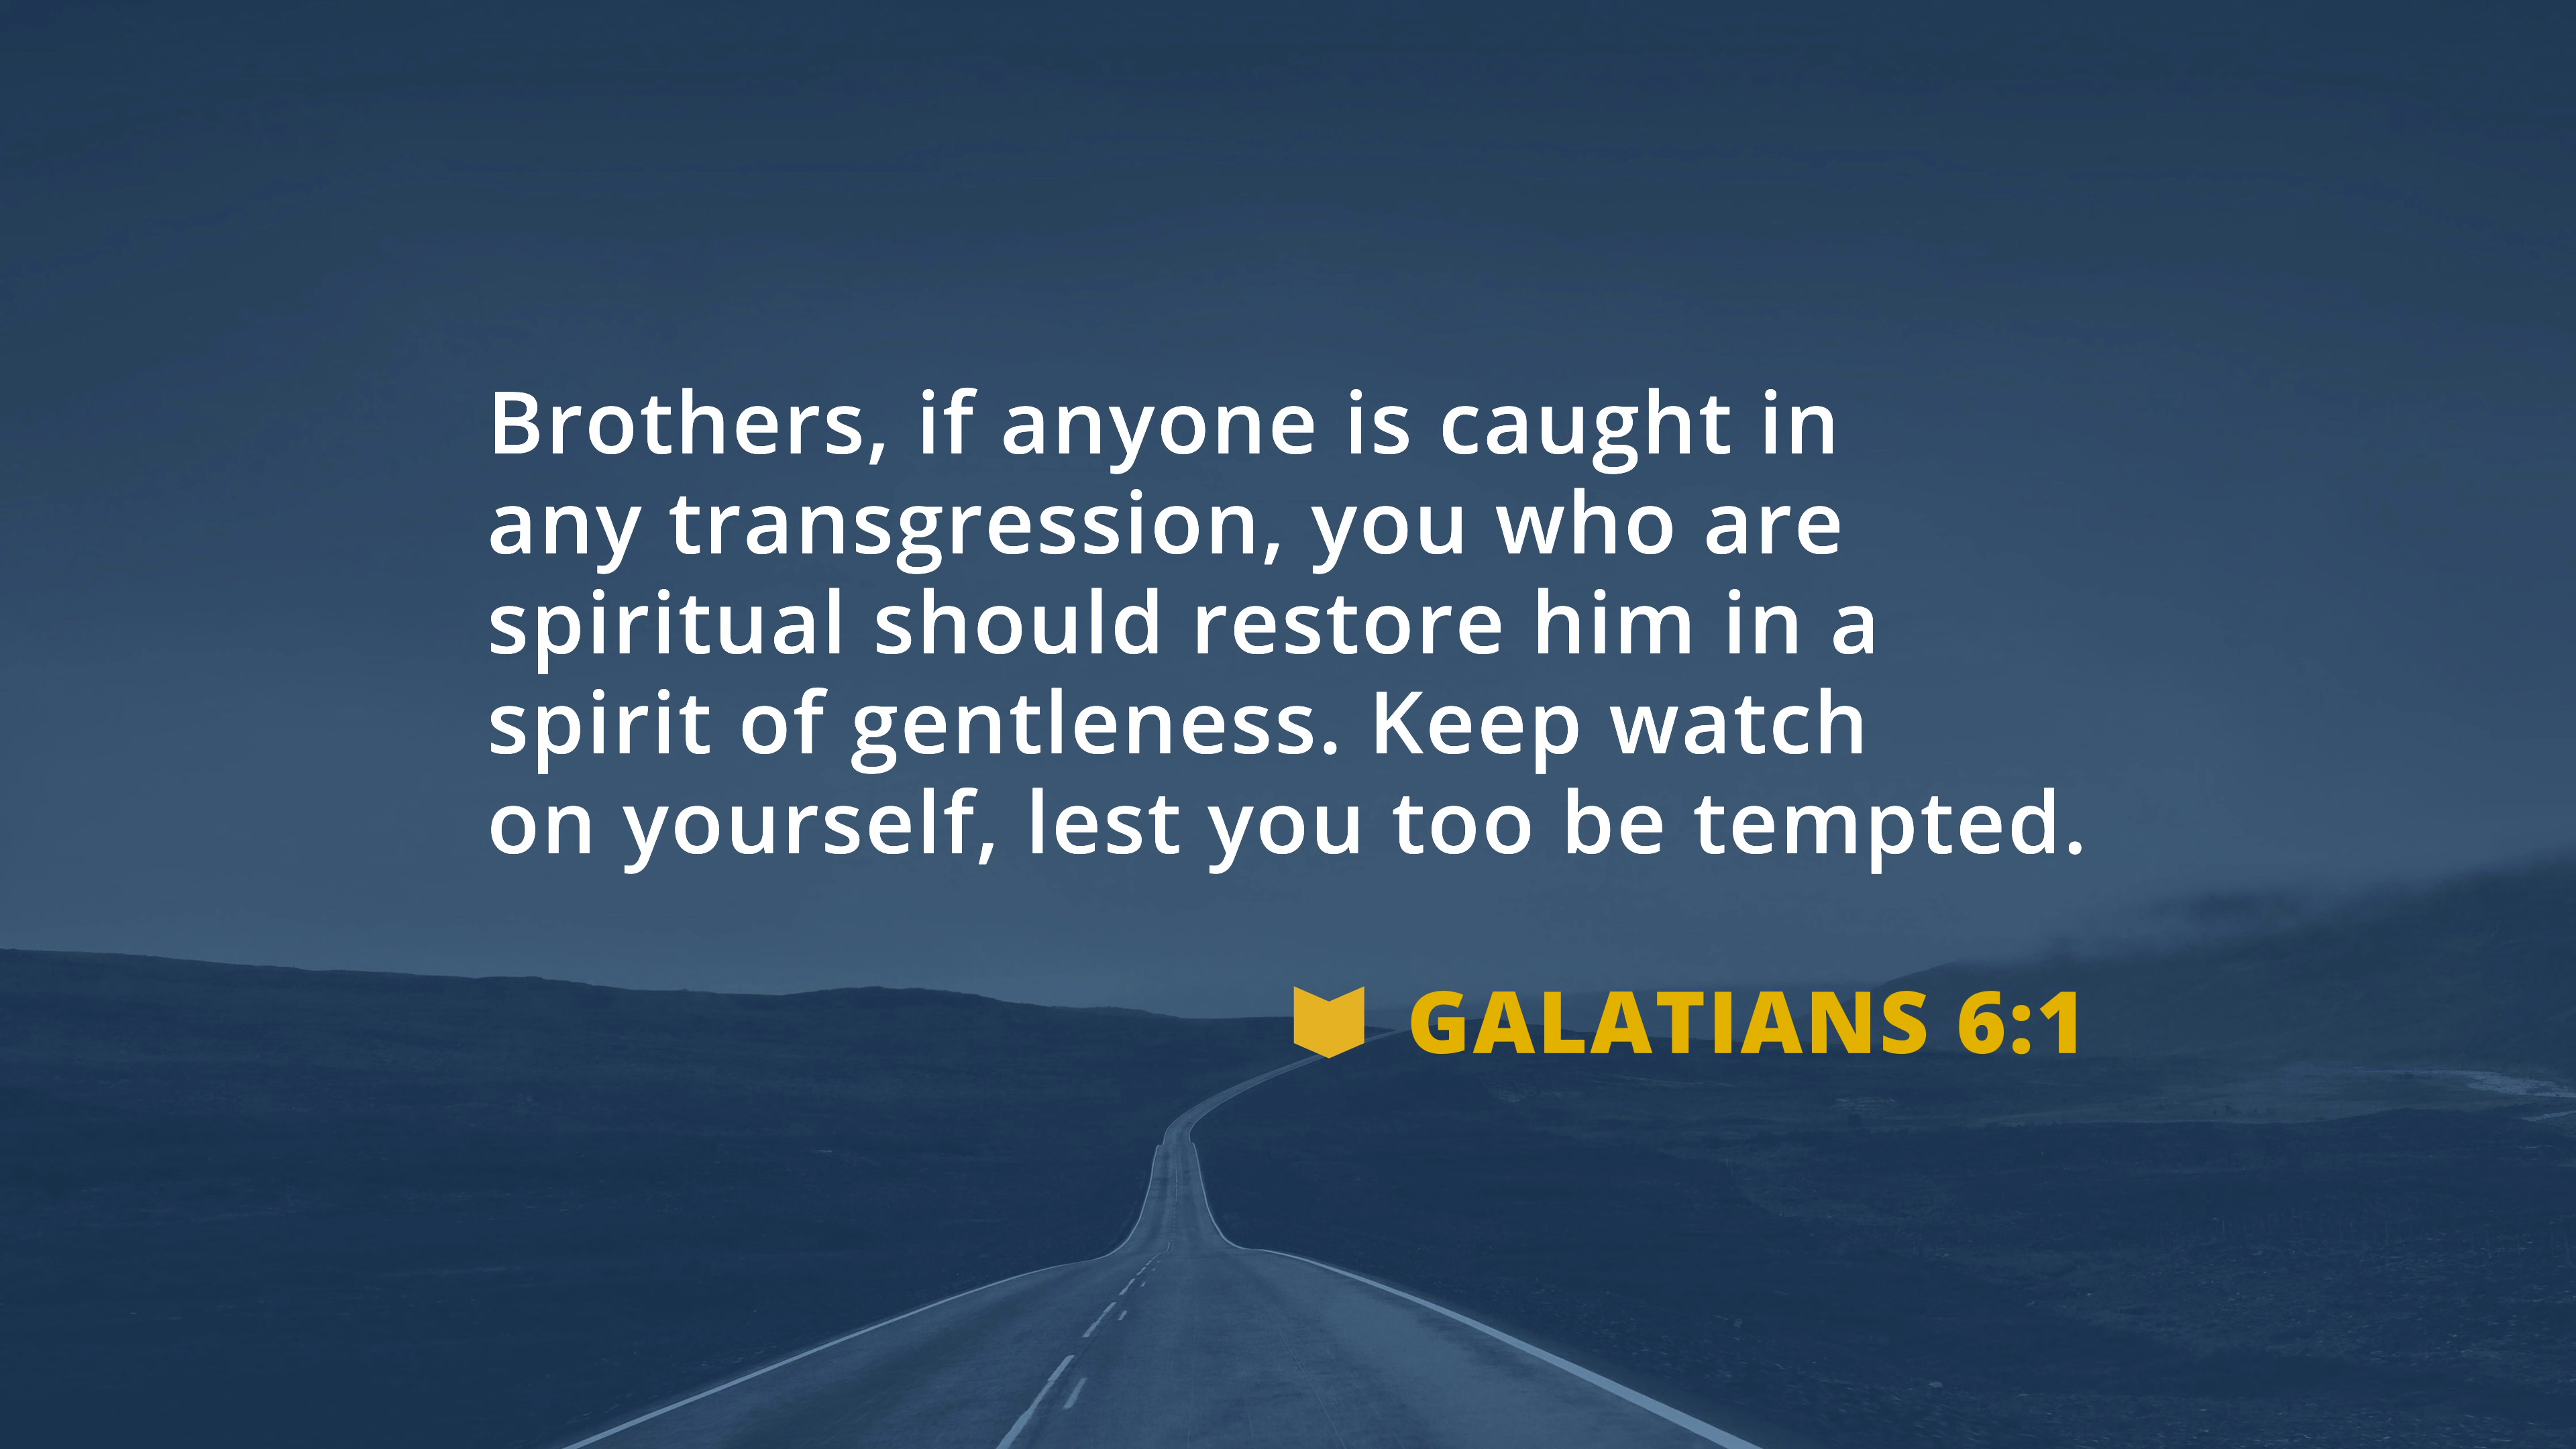 Brothers, if anyone is caught in
any transgression, you who are
spiritual should restore him in a
spirit of gentleness. Keep watch
on yourself, lest you too be tempted.
GALATIANS 6:1